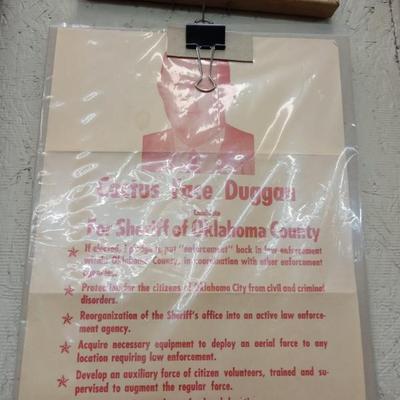 Cactus Face Duggan
Candidate
For Sheriff of Oklahoma County
★ If elected, I pledge to put "enforcement" back in law enforcement
within Oklahoma County, in coordination with other enforcement
agencies.
★ Protection for the citizens of Oklahoma City from civil and criminal
disorders.
★ Reorganization of the Sheriff's office into an active law enforce-
ment agency.
★ Acquire necessary equipment to deploy an aerial force to any
location requiring law enforcement.
★ Develop an auxiliary force of citizen volunteers, trained and su-
pervised to augment the regular force.